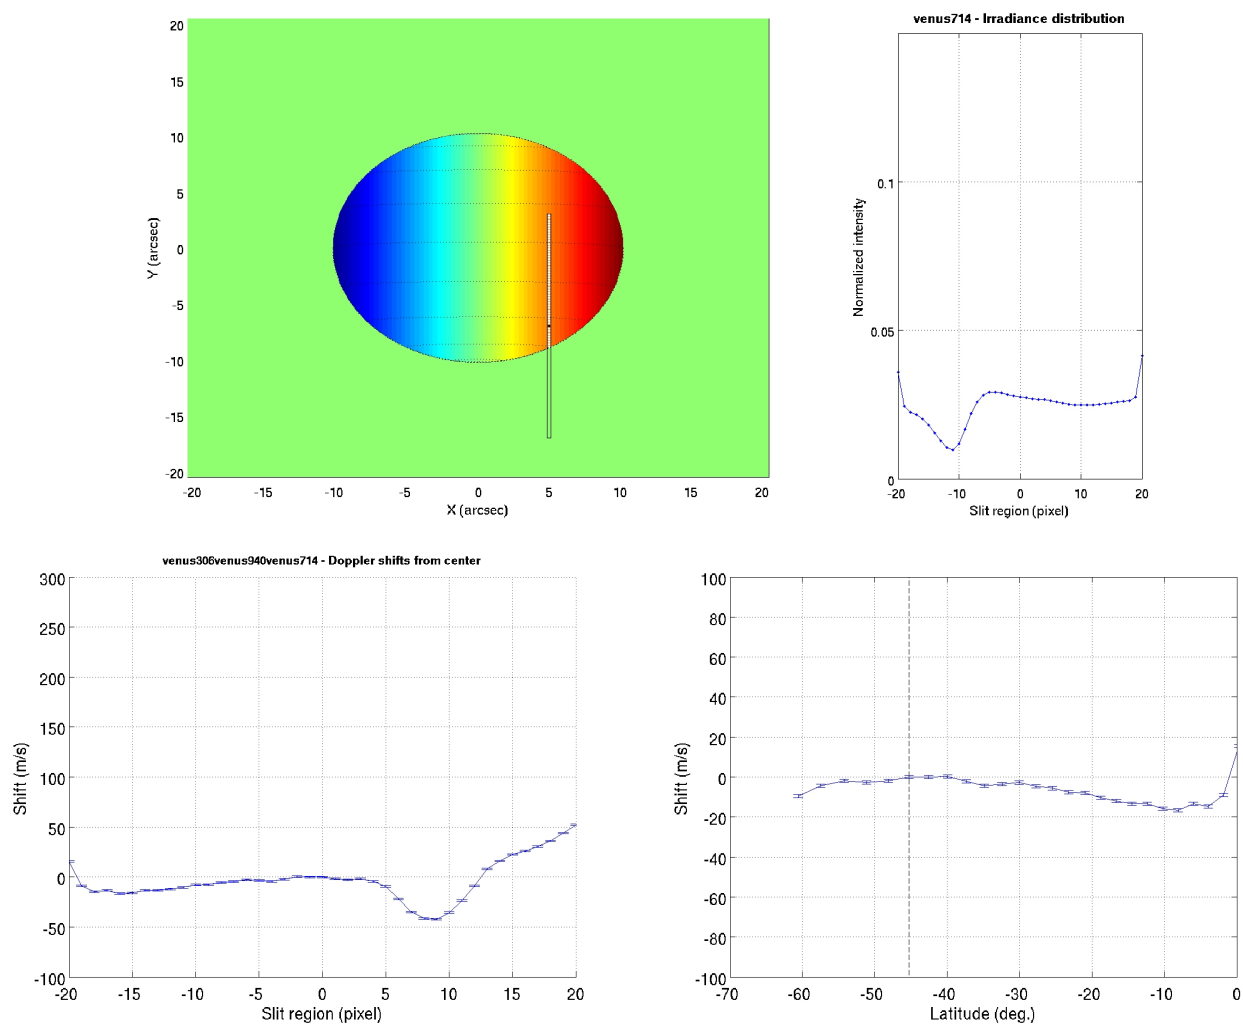 20
15
10
5
0
-5
-10
-15
-20
Y (arcsec)
-20 -15 -10 -5 0 5 10 15 20
X (arcsec)
venus714 - Irradiance distribution
0.1
0.05
0
Normalized intensity
-20 -10 0 10 20
Slit region (pixel)
venus306venus940venus714 - Doppler shifts from center
300
250
200
150
100
50
0
-50
-100
Shift (m/s)
-20 -15 -10 -5 0 5 10 15 20
Slit region (pixel)
100
80
60
40
20
0
-20
-40
-60
-80
-100
Shift (m/s)
-70 -60 -50 -40 -30 -20 -10 0
Latitude (deg.)